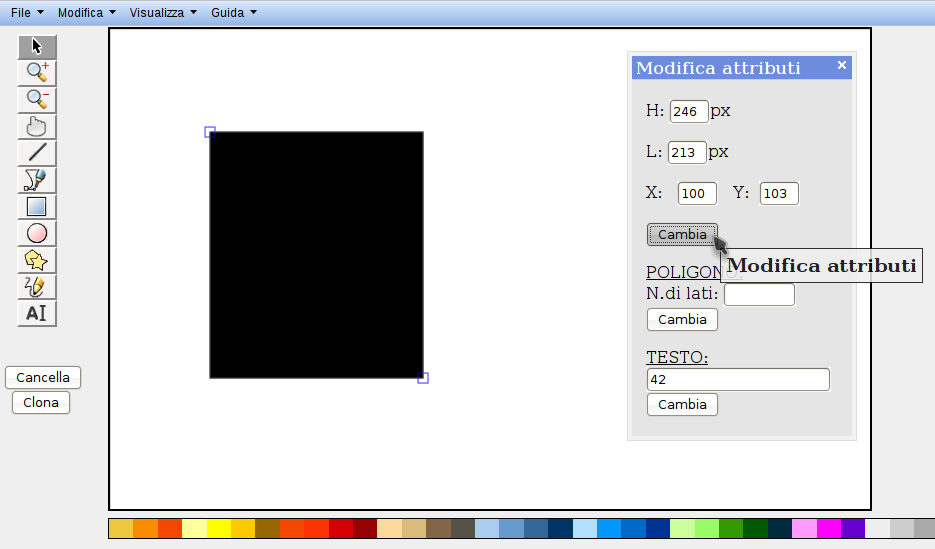 File Modifica Visualizza Guida
Modifica attributi
H: 246 px
L: 213 px
X: 100 Y: 103
Cambia
Modifica attributi
POLIGONO:
N.di lati:
Cambia
TESTO:
42
Cambia
AI
Cancella
Clona